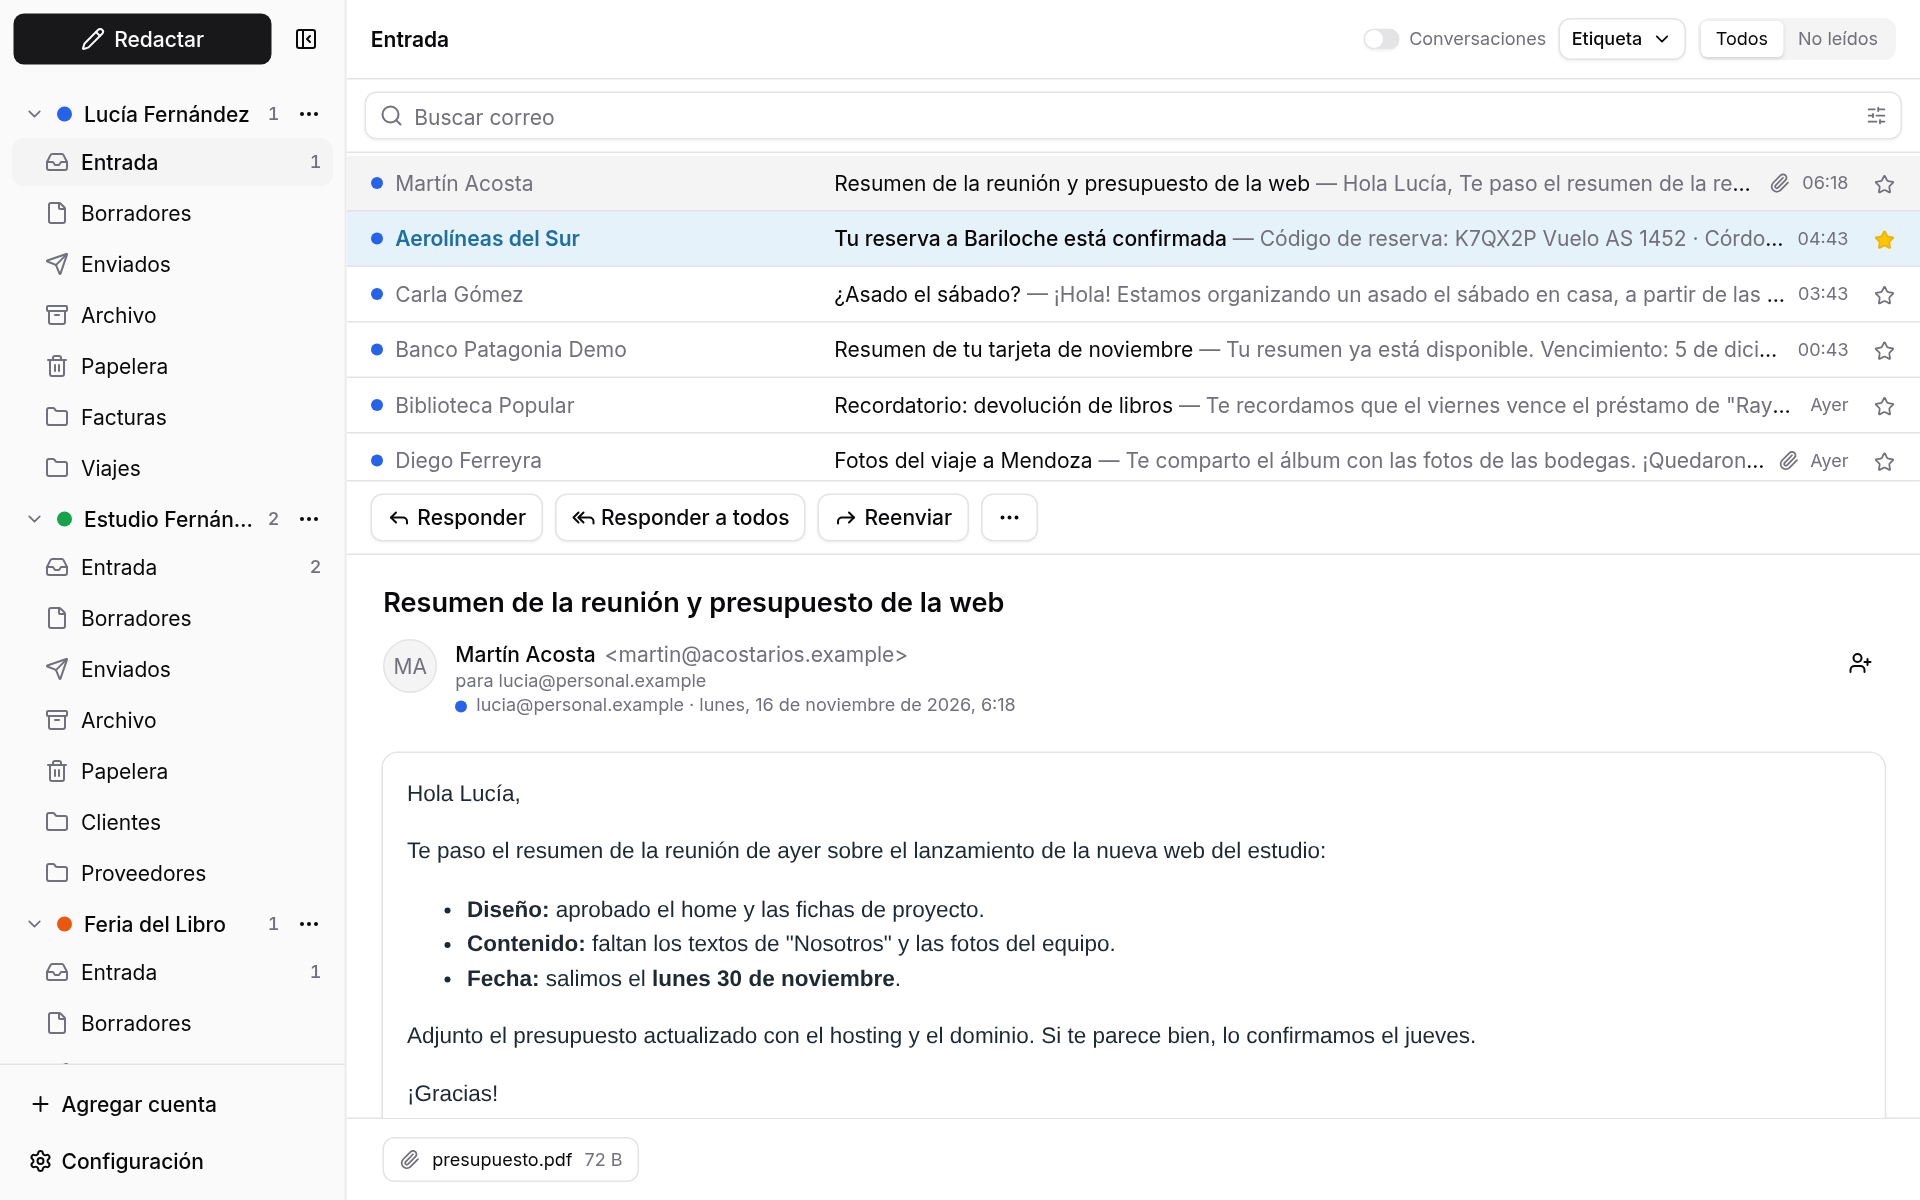 Redactar
Lucía Fernández 1
Entrada 1
Borradores
Enviados
Archivo
Papelera
Facturas
Viajes
Estudio Fernán... 2
Entrada 2
Borradores
Enviados
Archivo
Papelera
Clientes
Proveedores
Feria del Libro 1
Entrada 1
Borradores
Agregar cuenta
Configuración
Entrada
Conversaciones
Etiqueta
Todos
No leídos
Buscar correo
Martín Acosta Resumen de la reunión y presupuesto de la web — Hola Lucía, Te paso el resumen de la re... 06:18
Aerolíneas del Sur Tu reserva a Bariloche está confirmada — Código de reserva: K7QX2P Vuelo AS 1452 · Córdo... 04:43
Carla Gómez ¿Asado el sábado? — ¡Hola! Estamos organizando un asado el sábado en casa, a partir de las ... 03:43
Banco Patagonia Demo Resumen de tu tarjeta de noviembre — Tu resumen ya está disponible. Vencimiento: 5 de dici... 00:43
Biblioteca Popular Recordatorio: devolución de libros — Te recordamos que el viernes vence el préstamo de "Ray... Ayer
Diego Ferreyra Fotos del viaje a Mendoza — Te comparto el álbum con las fotos de las bodegas. ¡Quedaron... Ayer
Responder
Responder a todos
Reenviar
Resumen de la reunión y presupuesto de la web
MA
Martín Acosta <martin@acostarios.example>
para lucia@personal.example
lucia@personal.example · lunes, 16 de noviembre de 2026, 6:18
Hola Lucía,
Te paso el resumen de la reunión de ayer sobre el lanzamiento de la nueva web del estudio:
• Diseño: aprobado el home y las fichas de proyecto.
• Contenido: faltan los textos de "Nosotros" y las fotos del equipo.
• Fecha: salimos el lunes 30 de noviembre.
Adjunto el presupuesto actualizado con el hosting y el dominio. Si te parece bien, lo confirmamos el jueves.
¡Gracias!
presupuesto.pdf 72 B